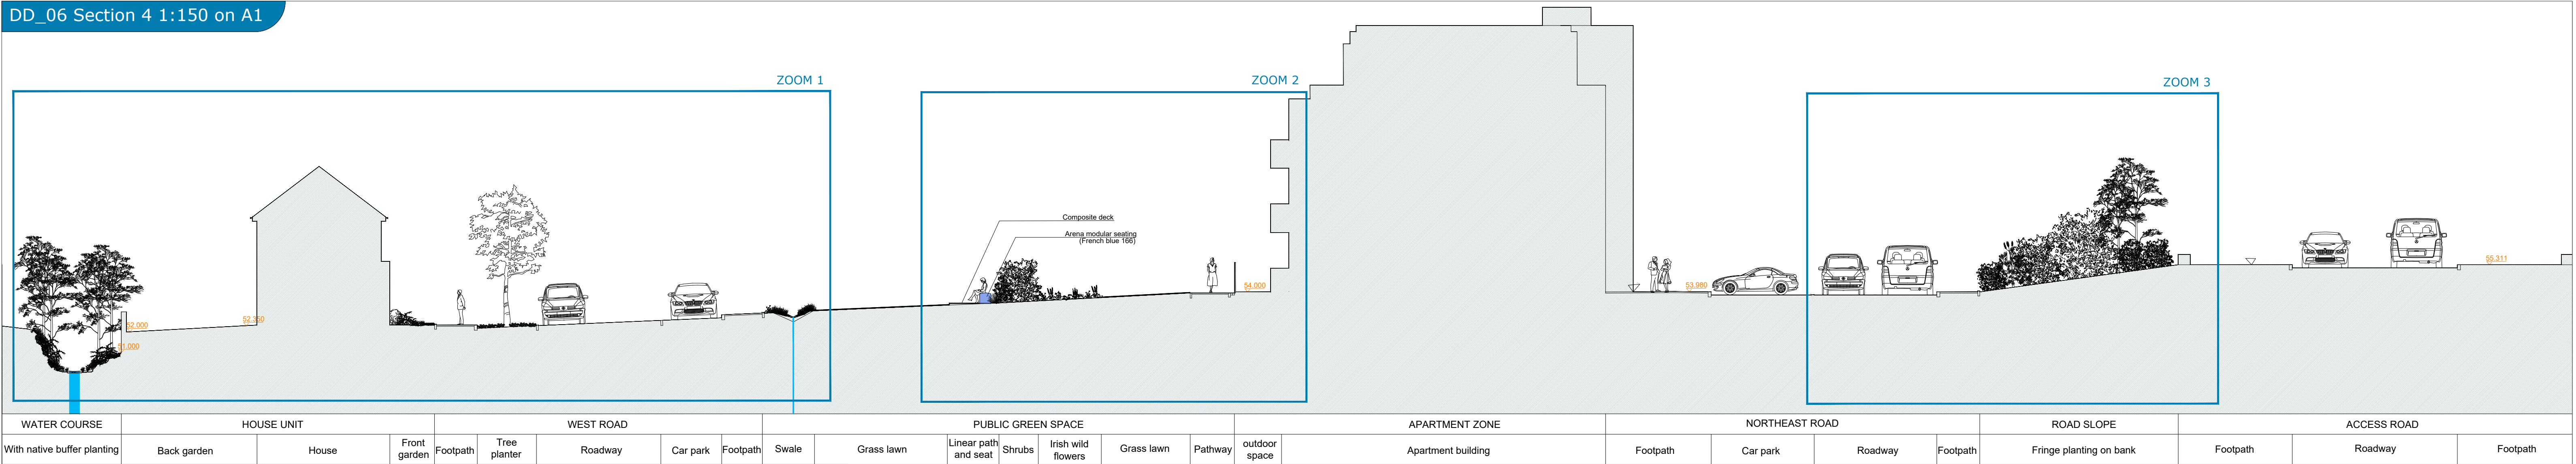 DD_06 Section 4 1:150 on A1
ZOOM 1
ZOOM 2
ZOOM 3
Composite deck
Arena modular seating
(French blue 166)
52.000
51.000
52.350
54.000
53.980
55.311
WATER COURSE
HOUSE UNIT
WEST ROAD
PUBLIC GREEN SPACE
APARTMENT ZONE
NORTHEAST ROAD
ROAD SLOPE
ACCESS ROAD
With native buffer planting
Back garden
House
Front
garden
Footpath
Tree
planter
Roadway
Car park
Footpath
Swale
Grass lawn
Linear path
and seat
Shrubs
Irish wild
flowers
Grass lawn
Pathway
outdoor
space
Apartment building
Footpath
Car park
Roadway
Footpath
Fringe planting on bank
Footpath
Roadway
Footpath